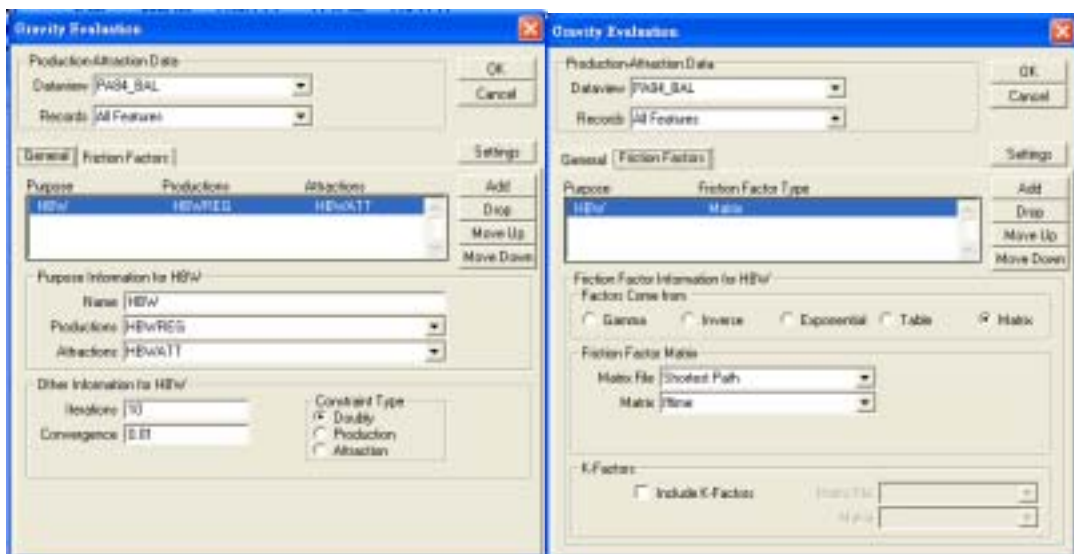 Gravity Evaluation
Production-Attraction Data
Dataview PA94_BAL
Records All Features
OK
Cancel
General Friction Factors
Settings
Purpose Productions Attractions
HBW HBWREG HBWATT
Add
Drop
Move Up
Move Down
Purpose Information for HBW
Name HBW
Productions HBWREG
Attractions HBWATT
Other Information for HBW
Iterations 10
Convergence 0.01
Constraint Type
Doubly
Production
Attraction
Gravity Evaluation
Production-Attraction Data
Dataview PA94_BAL
Records All Features
OK
Cancel
General Friction Factors
Settings
Purpose Friction Factor Type
HBW Matrix
Add
Drop
Move Up
Move Down
Friction Factor Information for HBW
Factors Come from
Gamma Inverse Exponential Table Matrix
Friction Factor Matrix
Matrix File Shortest Path
Matrix
K-Factors
Include K-Factors Matrix File
Matrix